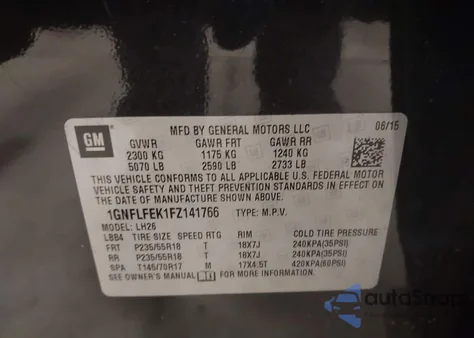 GM
MFD BY GENERAL MOTORS LLC 06/15
GVWR GAWR FRT GAWR RR
2300 KG 1175 KG 1240 KG
5070 LB 2590 LB 2733 LB
THIS VEHICLE CONFORMS TO ALL APPLICABLE U.S. FEDERAL MOTOR
VEHICLE SAFETY AND THEFT PREVENTION STANDARDS IN EFFECT ON
THE DATE OF MANUFACTURE SHOWN ABOVE.
1GNFLFEK1FZ141766 TYPE: M.P.V.
MODEL: LH26
LBB4 TIRE SIZE SPEED RTG RIM COLD TIRE PRESSURE
FRT P235/55R18 T 18X7J 240KPA(35PSI)
RR P235/55R18 T 18X7J 240KPA(35PSI)
SPA T145/70R17 M 17X4.5T 420KPA(60PSI)
SEE OWNER'S MANUAL FOR MORE INFORMATION.